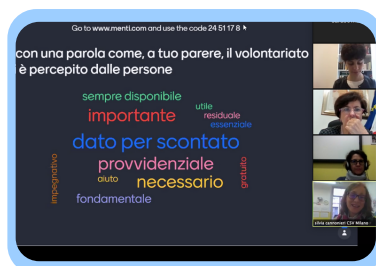 Go to www.menti.com and use the code 24 51 17 8
con una parola come, a tuo parere, il volontariato
è percepito dalle persone
sempre disponibile
utile
importante
residuale
essenziale
dato per scontato
provvidenziale
impegnativo
aiuto
necessario
gratuito
fondamentale
silvia cannonieri CSV Milano